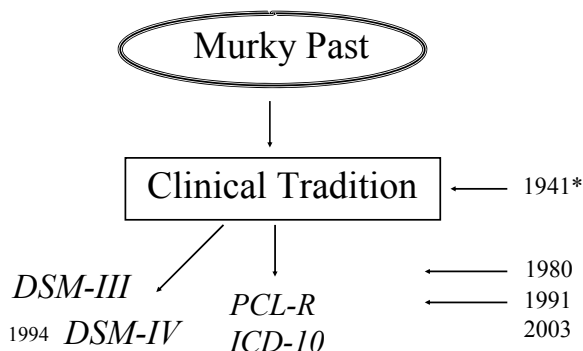 Murky Past
Clinical Tradition
1941*
DSM-III
1980
PCL-R
1991
1994 DSM-IV
ICD-10
2003